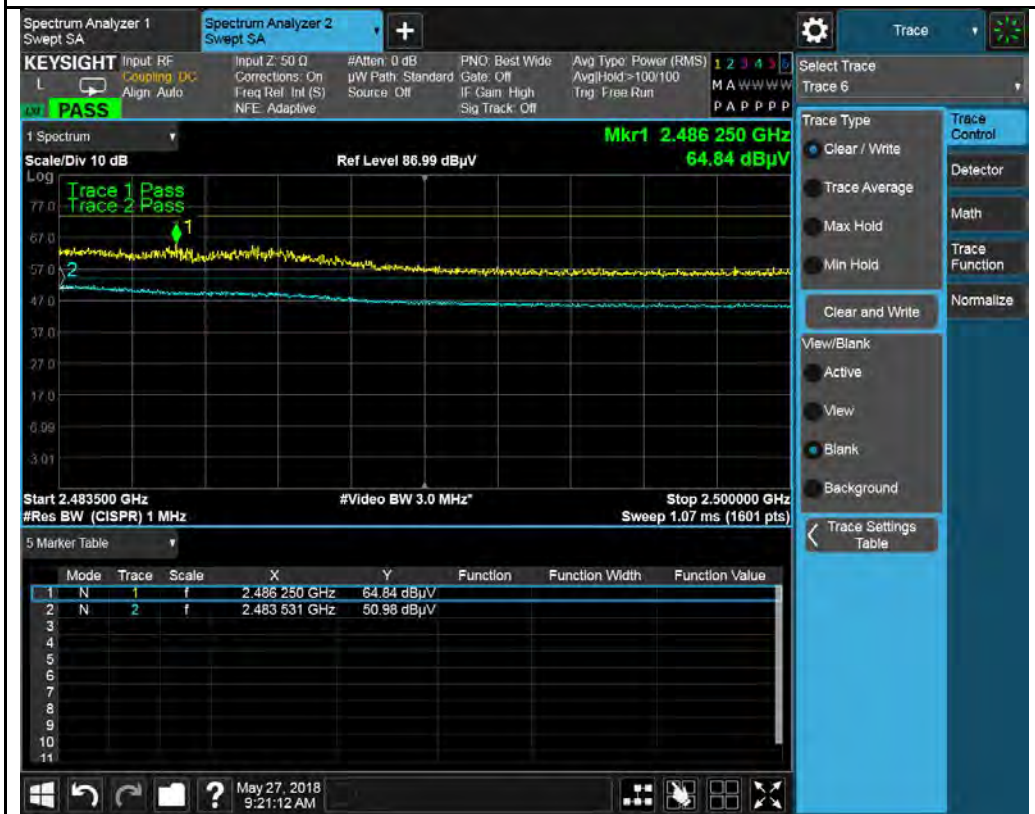 Spectrum Analyzer 1
Swept SA
Spectrum Analyzer 2
Swept SA
+
Trace
KEYSIGHT
L
PASS
Input: RF
Coupling: DC
Align: Auto
Input Z: 50 Ω
Corrections: On
Freq Ref: Int (S)
NFE: Adaptive
#Atten: 0 dB
µW Path: Standard
Source: Off
PNO: Best Wide
Gate: Off
IF Gain: High
Sig Track: Off
Avg Type: Power (RMS)
Avg|Hold:>100/100
Trig: Free Run
1 2 3 4 5 6
M A W W W W
P A P P P P
Select Trace
Trace 6
1 Spectrum
Scale/Div 10 dB
Ref Level 86.99 dBµV
Mkr1 2.486 250 GHz
64.84 dBµV
Log
Trace 1 Pass
Trace 2 Pass
1
2
77.0
67.0
57.0
47.0
37.0
27.0
17.0
6.99
3.01
Start 2.483500 GHz
#Video BW 3.0 MHz*
Stop 2.500000 GHz
#Res BW (CISPR) 1 MHz
Sweep 1.07 ms (1601 pts)
5 Marker Table
Mode Trace Scale X Y Function Function Width Function Value
1 N 1 f 2.486 250 GHz 64.84 dBµV
2 N 2 f 2.483 531 GHz 50.98 dBµV
3
4
5
6
7
8
9
10
11
Trace Type
Clear / Write
Trace Average
Max Hold
Min Hold
Clear and Write
View/Blank
Active
View
Blank
Background
Trace Settings
Table
Trace
Control
Detector
Math
Trace
Function
Normalize
?
May 27, 2018
9:21:12 AM